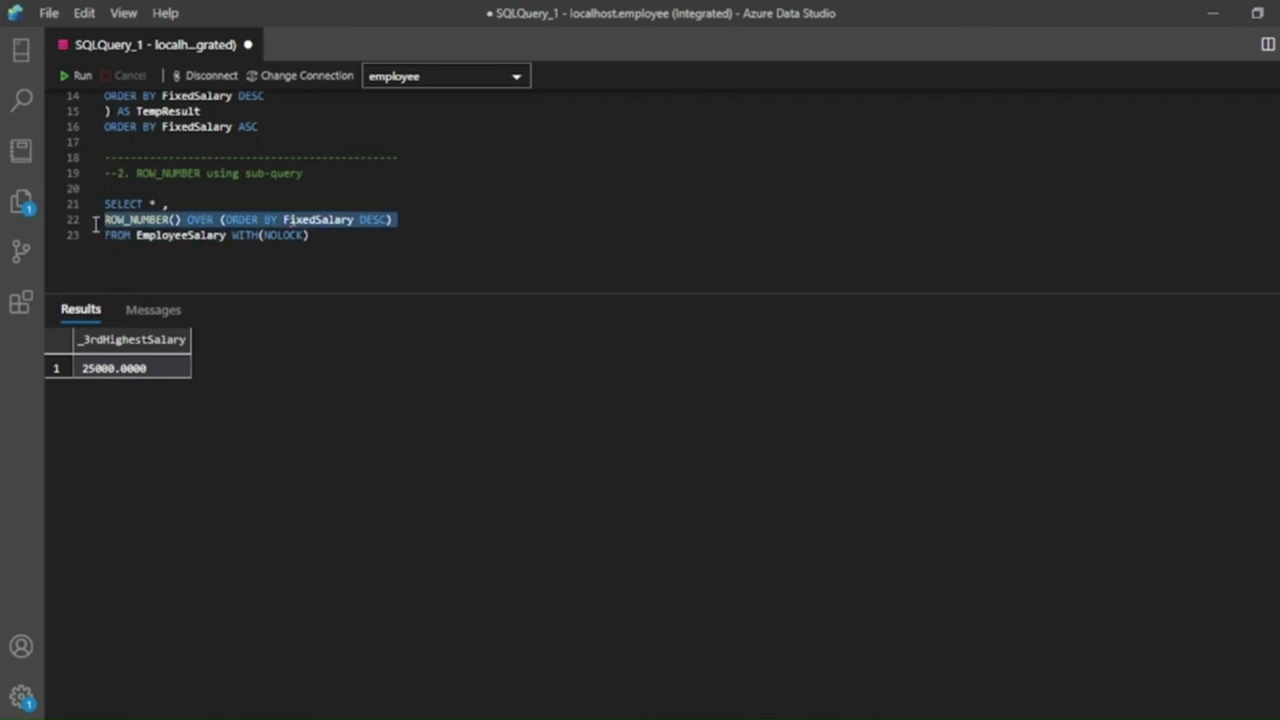 File Edit View Help
● SQLQuery_1 - localhost.employee (Integrated) - Azure Data Studio
SQLQuery_1 - localh...grated) ●
Run Cancel Disconnect Change Connection employee
14 ORDER BY FixedSalary DESC
15 ) AS TempResult
16 ORDER BY FixedSalary ASC
17
18 ----------------------------------------------
19 --2. ROW_NUMBER using sub-query
20
21 SELECT * ,
22 ROW_NUMBER() OVER (ORDER BY FixedSalary DESC)
23 FROM EmployeeSalary WITH(NOLOCK)
Results Messages
_3rdHighestSalary
1 25000.0000
1
1